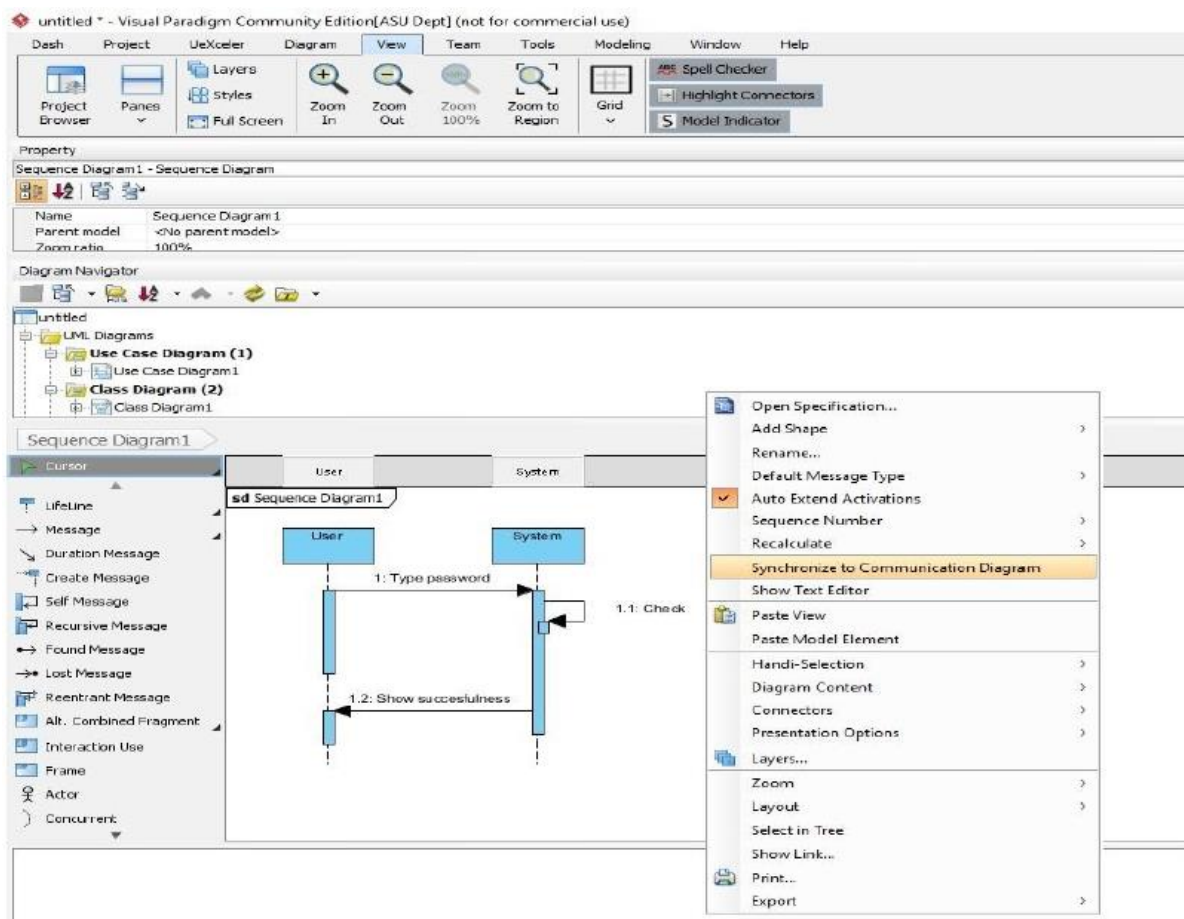 untitled * - Visual Paradigm Community Edition[ASU Dept] (not for commercial use)
Dash Project UeXceler Diagram View Team Tools Modeling Window Help
Project Browser
Panes
Layers
Styles
Full Screen
Zoom In
Zoom Out
Zoom 100%
Zoom to Region
Grid
Spell Checker
Highlight Connectors
Model Indicator
Property
Sequence Diagram1 - Sequence Diagram
Name Sequence Diagram1
Parent model <No parent model>
Zoom ratio 100%
Diagram Navigator
untitled
UML Diagrams
Use Case Diagram (1)
Use Case Diagram1
Class Diagram (2)
Class Diagram1
Sequence Diagram1
Cursor
LifeLine
Message
Duration Message
Create Message
Self Message
Recursive Message
Found Message
Lost Message
Reentrant Message
Alt. Combined Fragment
Interaction Use
Frame
Actor
Concurrent
User System
sd Sequence Diagram1
User System
1: Type password
1.1: Check
1.2: Show succesfulness
Open Specification...
Add Shape
Rename...
Default Message Type
Auto Extend Activations
Sequence Number
Recalculate
Synchronize to Communication Diagram
Show Text Editor
Paste View
Paste Model Element
Handi-Selection
Diagram Content
Connectors
Presentation Options
Layers...
Zoom
Layout
Select in Tree
Show Link...
Print...
Export